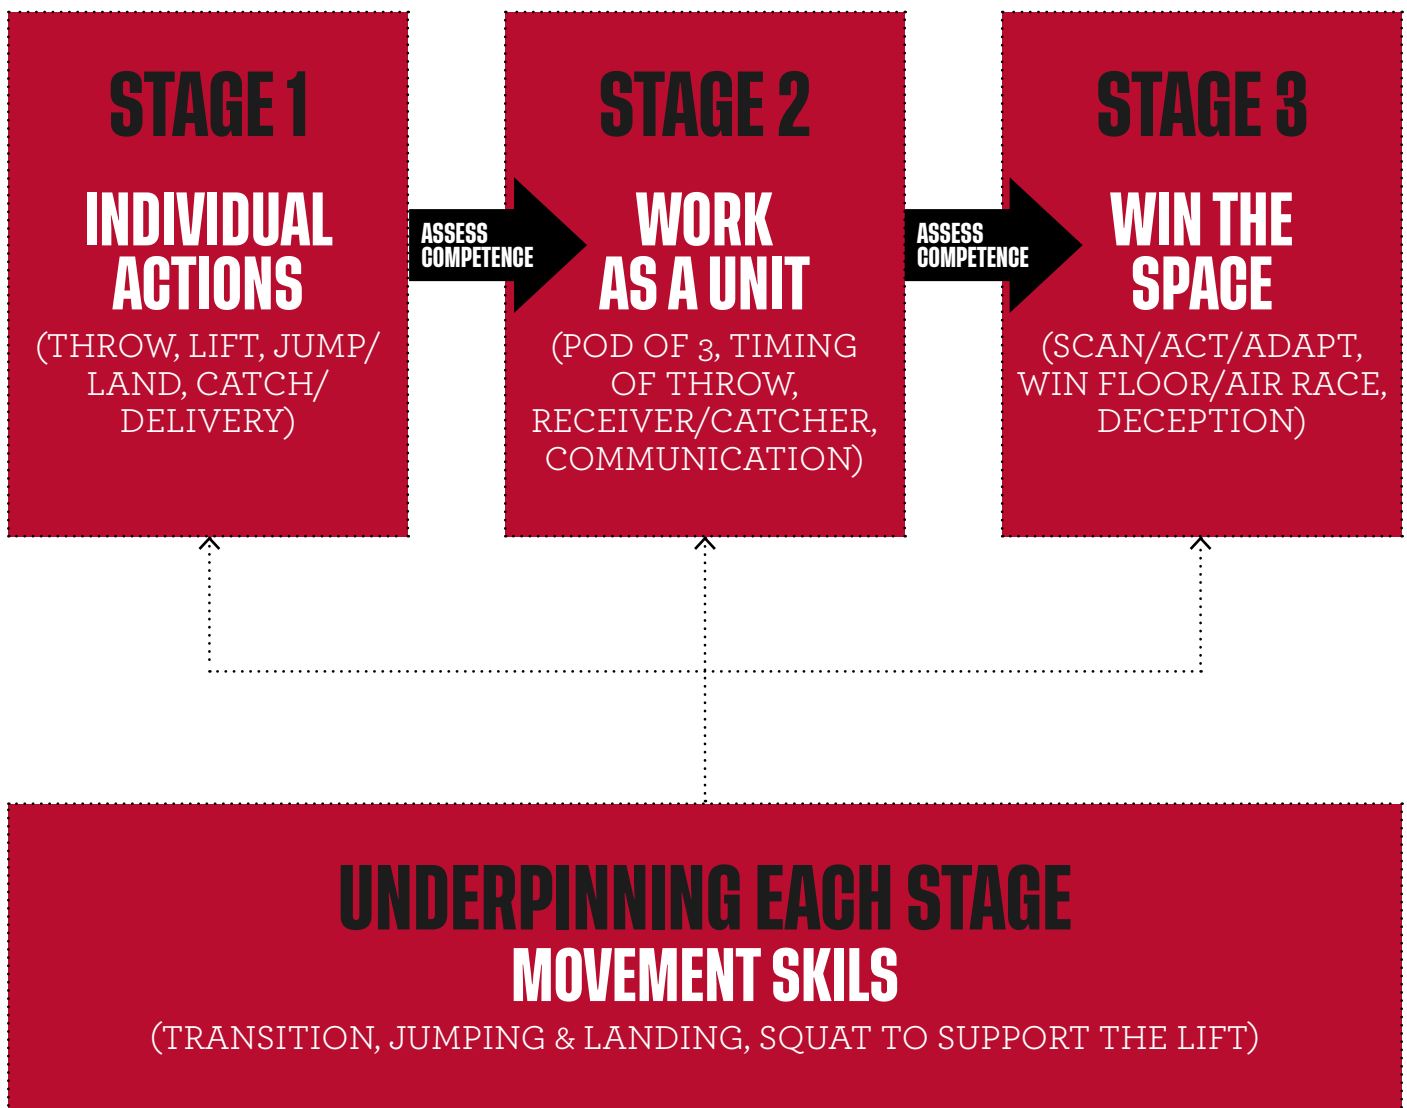 STAGE 1
INDIVIDUAL
ACTIONS
(THROW, LIFT, JUMP/
LAND, CATCH/
DELIVERY)
ASSESS
COMPETENCE
STAGE 2
WORK
AS A UNIT
(POD OF 3, TIMING
OF THROW,
RECEIVER/CATCHER,
COMMUNICATION)
ASSESS
COMPETENCE
STAGE 3
WIN THE
SPACE
(SCAN/ACT/ADAPT,
WIN FLOOR/AIR RACE,
DECEPTION)
UNDERPINNING EACH STAGE
MOVEMENT SKILS
(TRANSITION, JUMPING & LANDING, SQUAT TO SUPPORT THE LIFT)